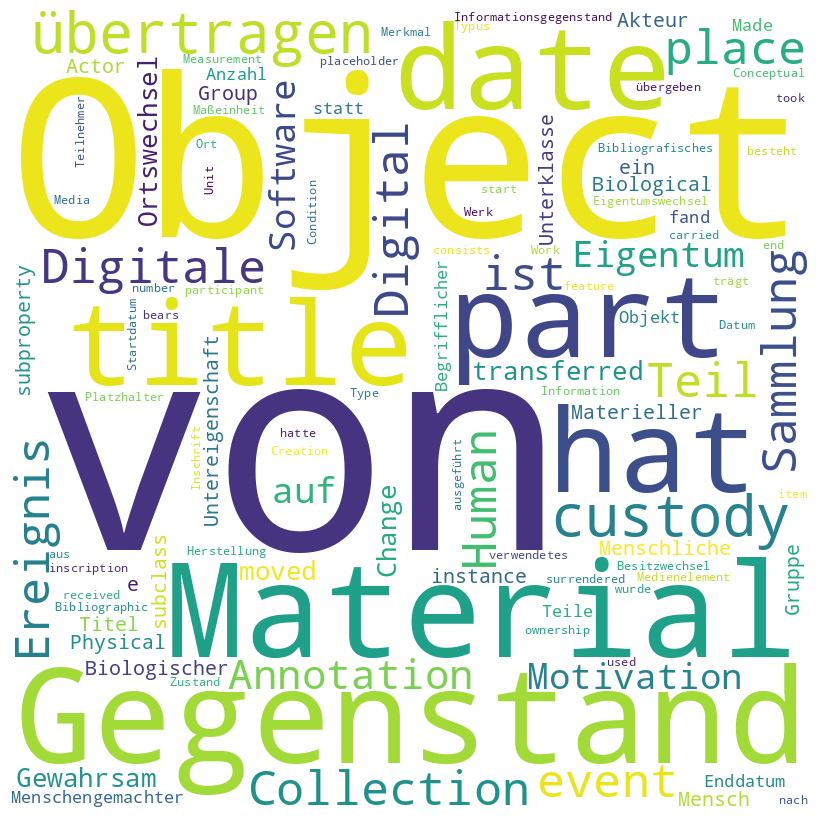 übertragen
Merkmal
Informationsgegenstand
Typus
Akteur
Made
date
place
Actor
Measurement
Anzahl
placeholder
Conceptual
Group
Maßeinheit
statt
übergeben
took
Object
Teilnehmer
Ortswechsel
Ort
Unit
Software
Condition
Digital
Unterklasse
Bibliografisches
besteht
ein
Biological
Eigentumswechsel
start
Media
Werk
fand
carried
Digitale
consists
Work
Eigentum
end
subproperty
number
participant
ist
feature
trägt
Sammlung
bears
Startdatum
title
Begrifflicher
part
Objekt
Datum
Untereigenschaft
transferred
Teil
Platzhalter
Type
Information
Materieller
von
hatte
Creation
Inschrift
auf
ausgeführt
Human
hat
Ereignis
Change
custody
item
aus
inscription
subclass
Herstellung
verwendetes
Menschliche
Besitzwechsel
e
moved
instance
surrendered
Medienelement
Gruppe
received
wurde
Bibliographic
Material
Teile
Titel
Physical
ownership
Biologischer
Annotation
Motivation
used
Zustand
Gegenstand
Gewahrsam
Collection
event
Enddatum
Menschengemachter
Mensch
nach